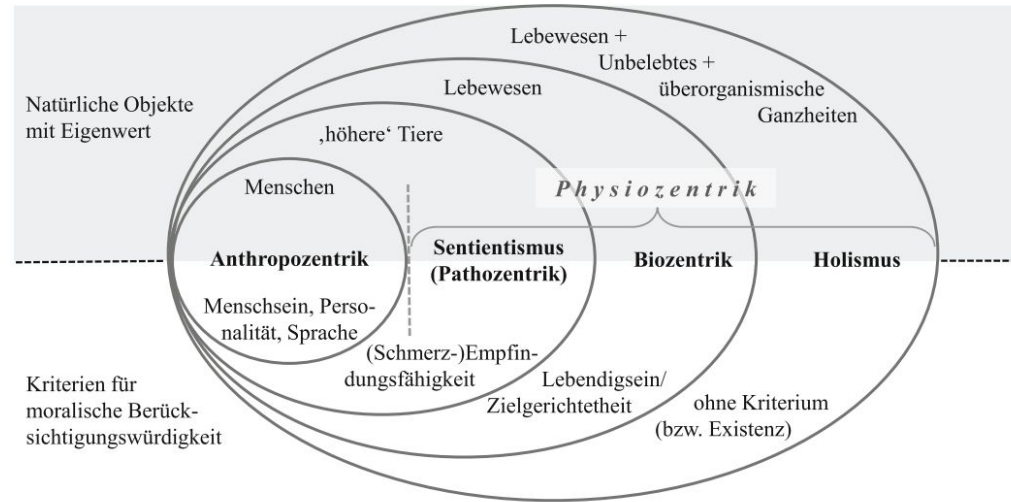 Lebewesen +
Unbelebtes +
überorganismische
Ganzheiten
Lebewesen
Natürliche Objekte
mit Eigenwert
‚höhere‘ Tiere
Menschen
Physiozentrik
Anthropozentrik
Sentientismus
(Pathozentrik)
Biozentrik
Holismus
Menschsein, Perso-
nalität, Sprache
(Schmerz-)Empfin-
dungsfähigkeit
Lebendigsein/
Zielgerichtetheit
ohne Kriterium
(bzw. Existenz)
Kriterien für
moralische Berück-
sichtigungswürdigkeit